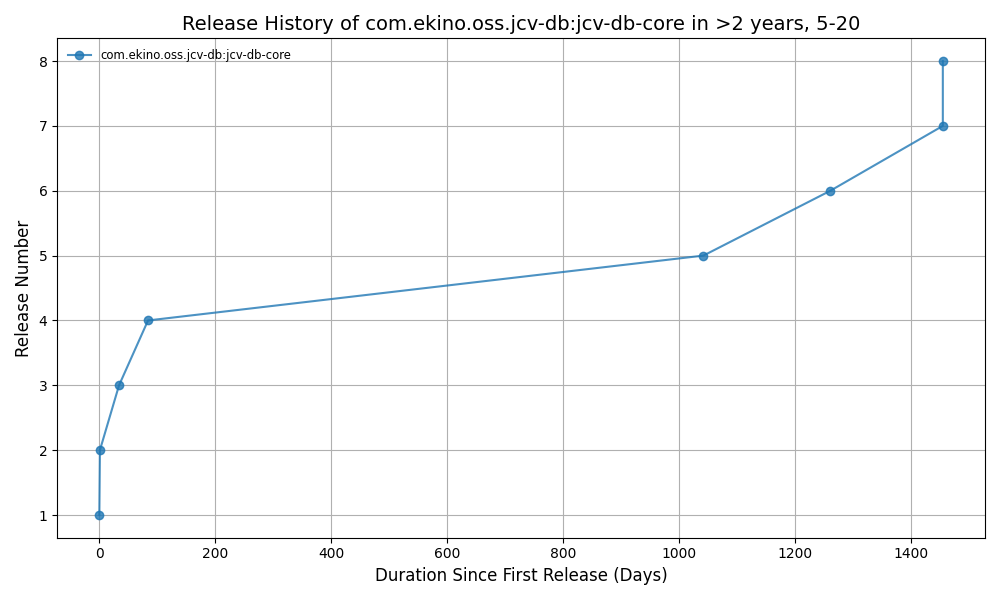 Release History of com.ekino.oss.jcv-db:jcv-db-core in >2 years, 5-20
com.ekino.oss.jcv-db:jcv-db-core
8
7
6
5
4
3
2
1
Release Number
0 200 400 600 800 1000 1200 1400
Duration Since First Release (Days)